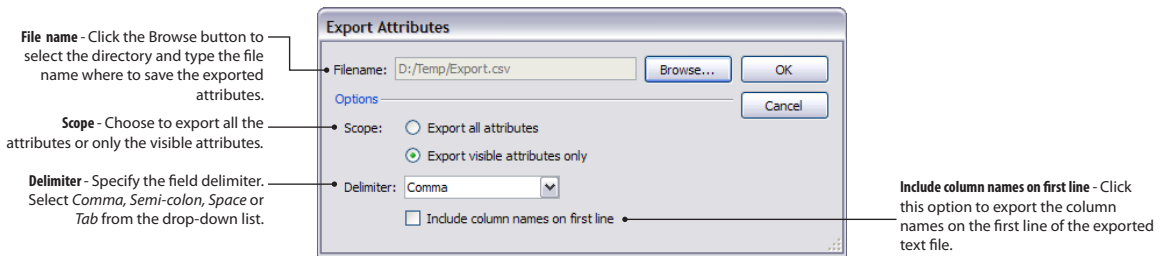 File name - Click the Browse button to
select the directory and type the file
name where to save the exported
attributes.
Scope - Choose to export all the
attributes or only the visible attributes.
Delimiter - Specify the field delimiter.
Select Comma, Semi-colon, Space or
Tab from the drop-down list.
Export Attributes
Filename: D:/Temp/Export.csv Browse... OK
Options Cancel
Scope: Export all attributes
Export visible attributes only
Delimiter: Comma
Include column names on first line
Include column names on first line - Click
this option to export the column
names on the first line of the exported
text file.